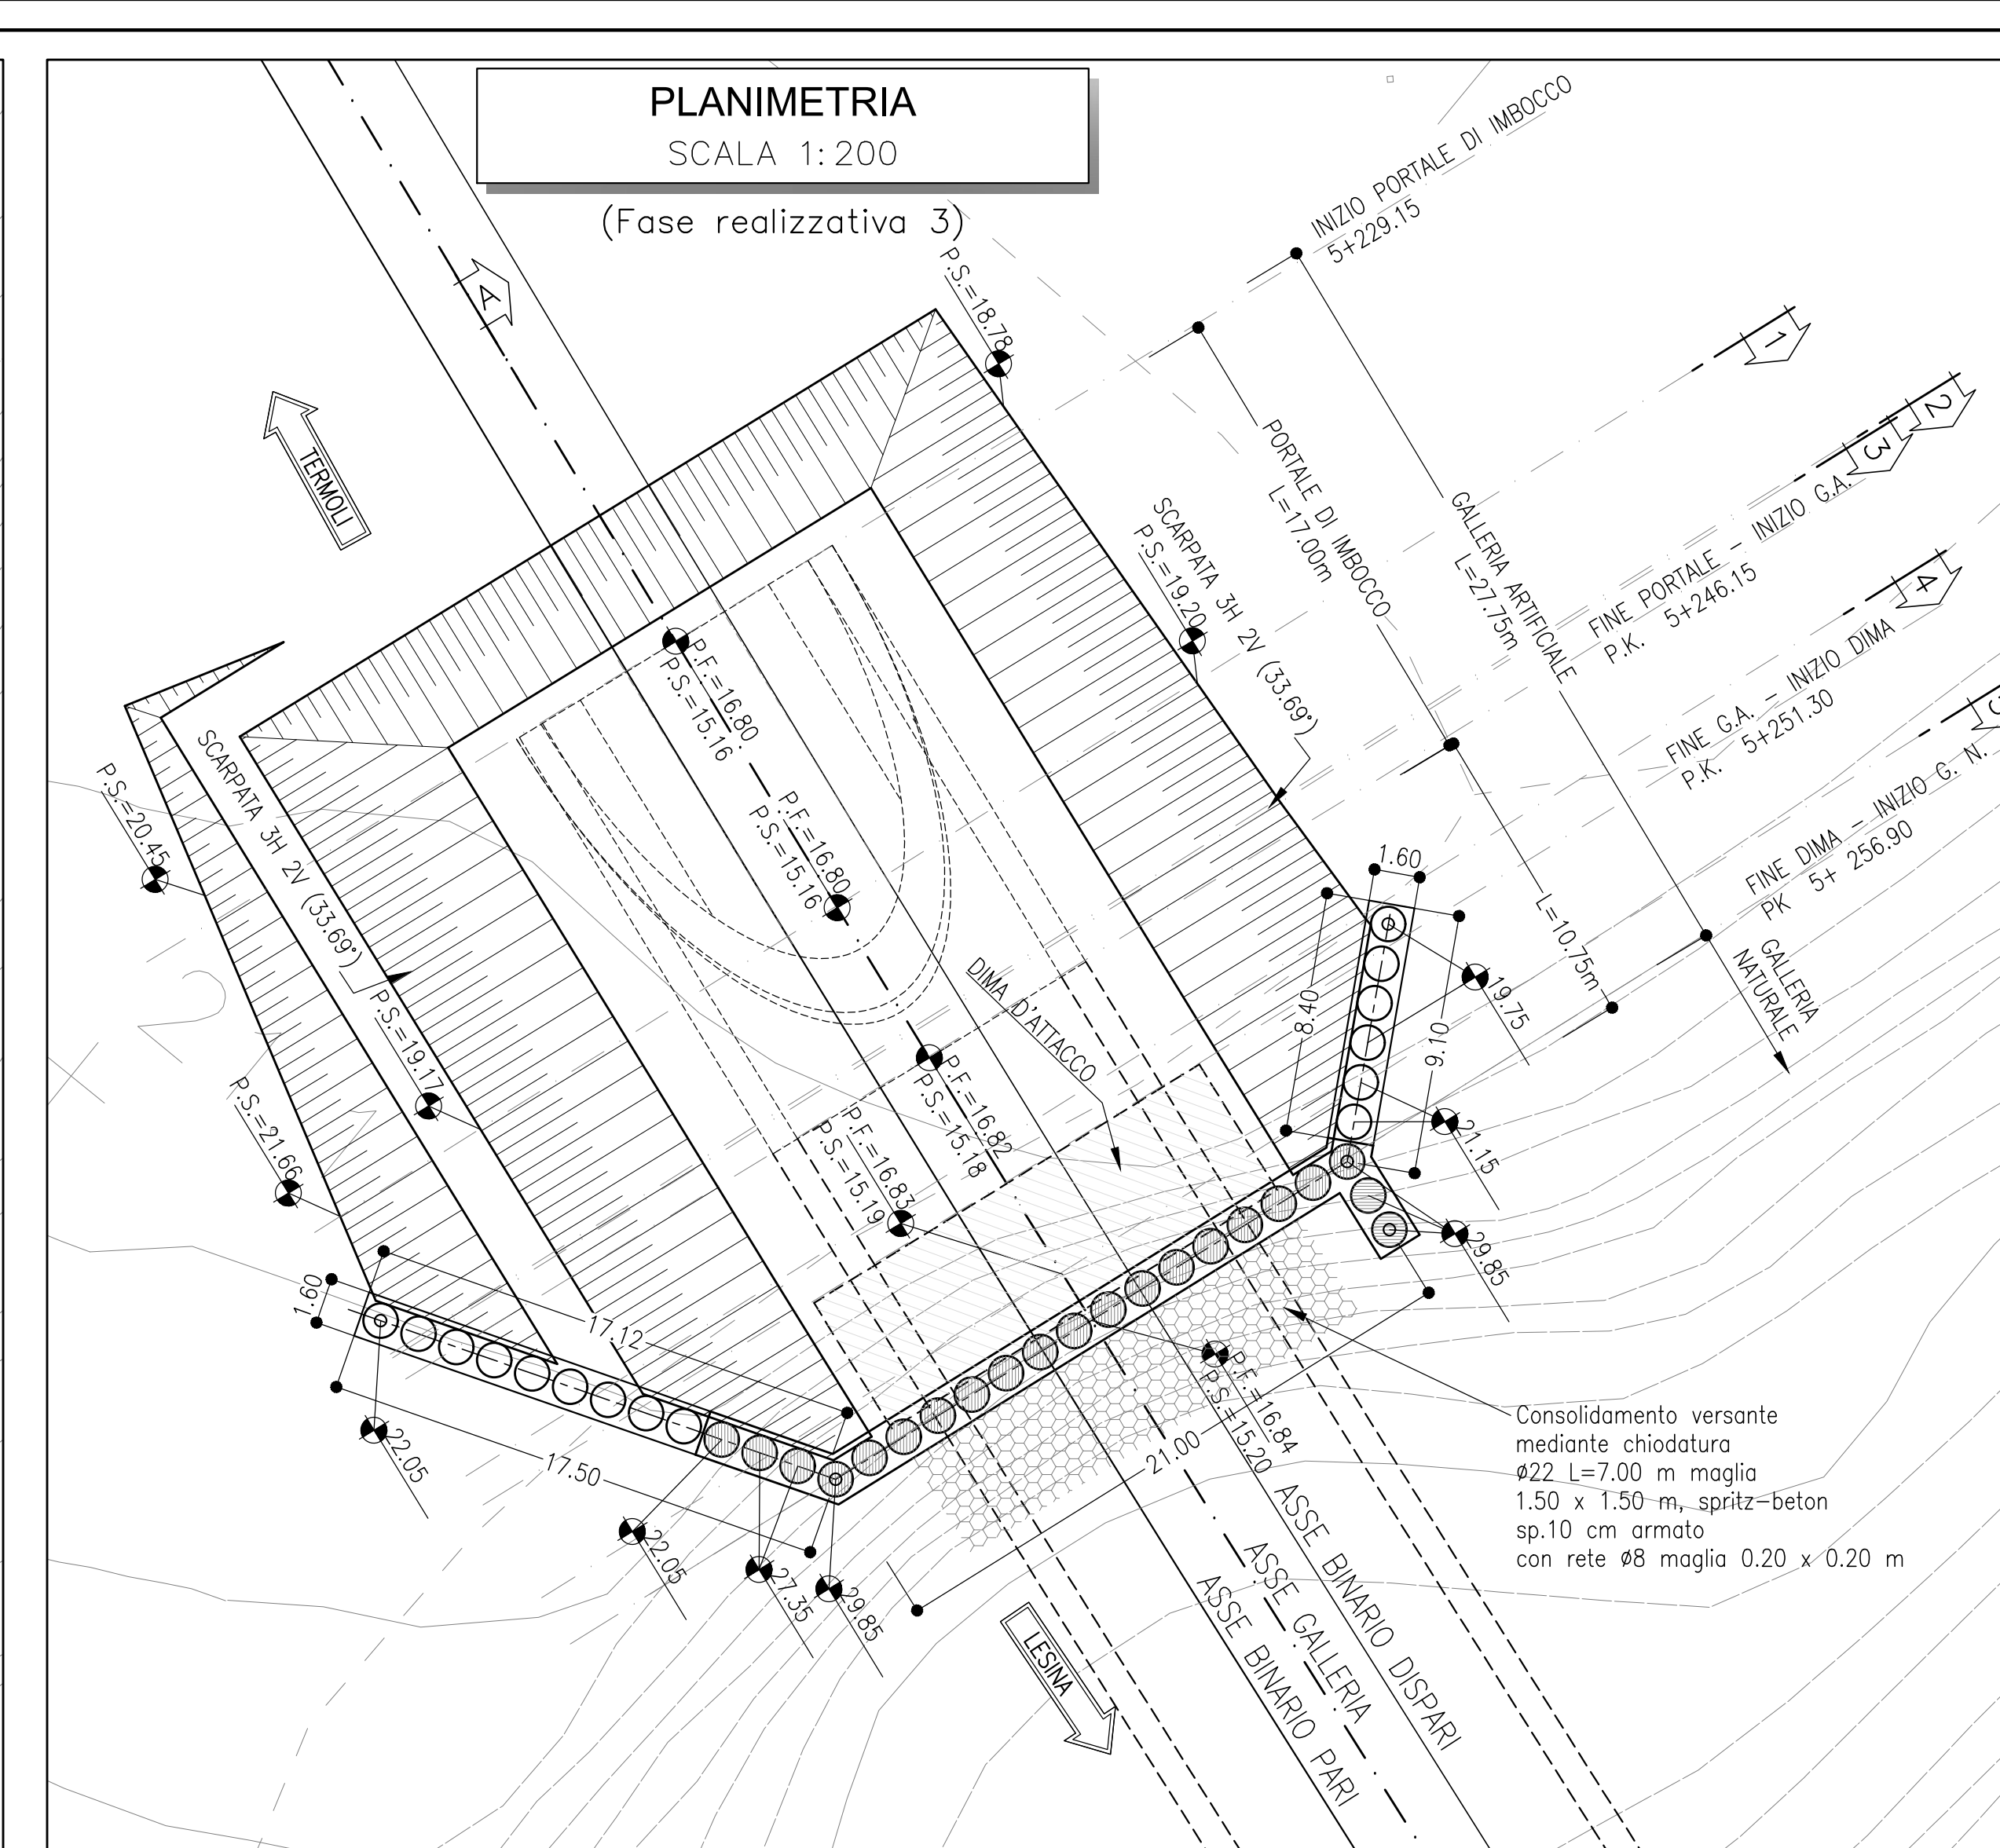 PLANIMETRIA
SCALA 1:200
(Fase realizzativa 3)
INIZIO PORTALE DI IMBOCCO
5+229.15
P.S.=18.78
A
1
2
3
4
TERMOLI
PORTALE DI IMBOCCO
L=17.00m
GALLERIA ARTIFICIALE
L=27.75m
FINE PORTALE - INIZIO G.A.
P.K. 5+246.15
FINE G.A. - INIZIO DIMA
P.K. 5+251.30
FINE DIMA - INIZIO G. N.
PK 5+ 256.90
SCARPATA 3H 2V (33.69°)
P.S.=19.20
P.F.=16.80
P.S.=15.16
P.F.=16.80
P.S.=15.16
SCARPATA 3H 2V (33.69°)
P.S.=20.45
P.S.=19.17
P.S.=21.66
1.60
8.40
9.10
L=10.75m
GALLERIA
NATURALE
19.75
21.15
29.85
DIMA D'ATTACCO
P.F.=16.82
P.S.=15.18
P.F.=16.83
P.S.=15.19
1.60
17.12
17.50
22.05
22.05
27.35
29.85
21.00
P.F.=16.84
P.S.=15.20
Consolidamento versante
mediante chiodatura
ø22 L=7.00 m maglia
1.50 x 1.50 m, spritz-beton
sp.10 cm armato
con rete ø8 maglia 0.20 x 0.20 m
LESINA
ASSE BINARIO DISPARI
ASSE GALLERIA
ASSE BINARIO PARI